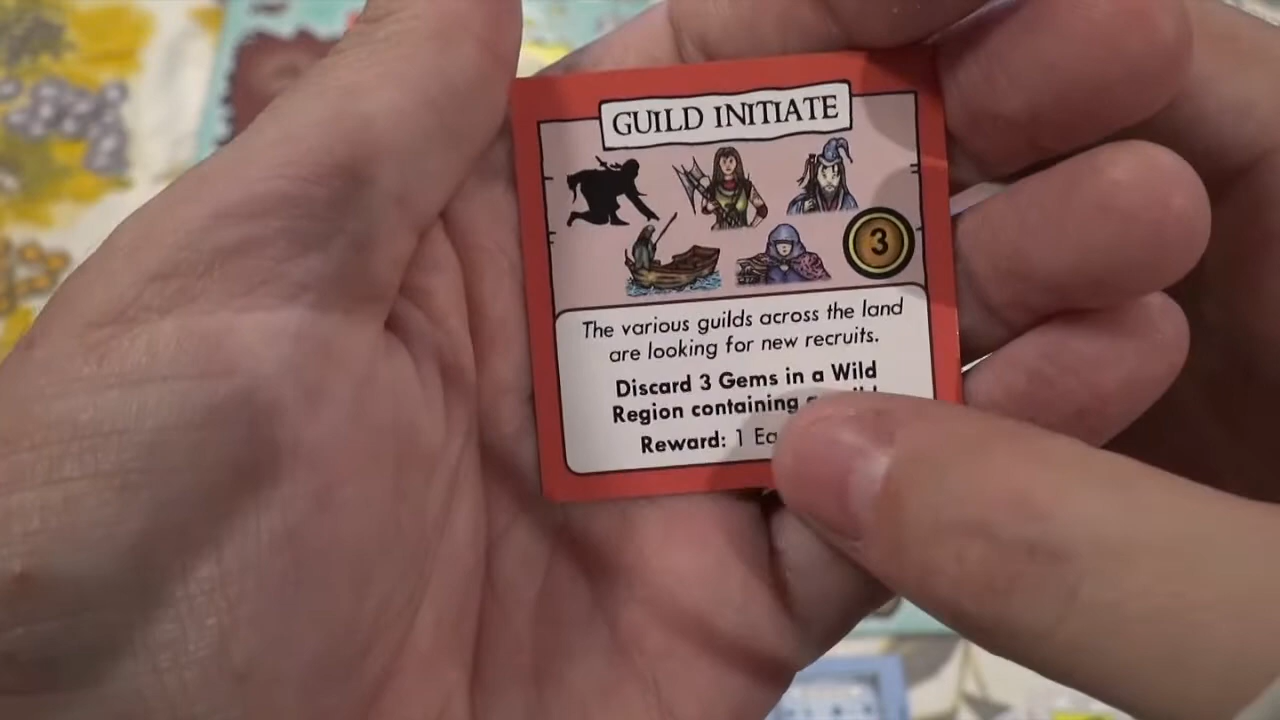 GUILD INITIATE
3
The various guilds across the land
are looking for new recruits.
Discard 3 Gems in a Wild
Region containing
Reward: 1